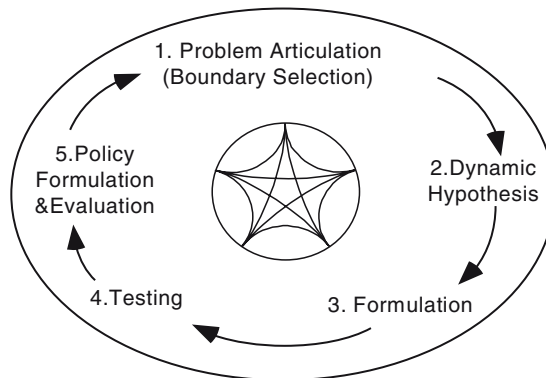 1. Problem Articulation
(Boundary Selection)
2.Dynamic
Hypothesis
3. Formulation
4.Testing
5.Policy
Formulation
&Evaluation